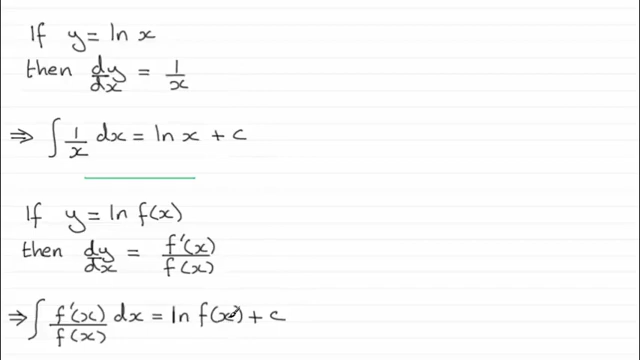 If y = ln x
then dy/dx = 1/x
⇒ ∫ 1/x dx = ln x + c
If y = ln f(x)
then dy/dx = f'(x)/f(x)
⇒ ∫ f'(x)/f(x) dx = ln f(x) + c